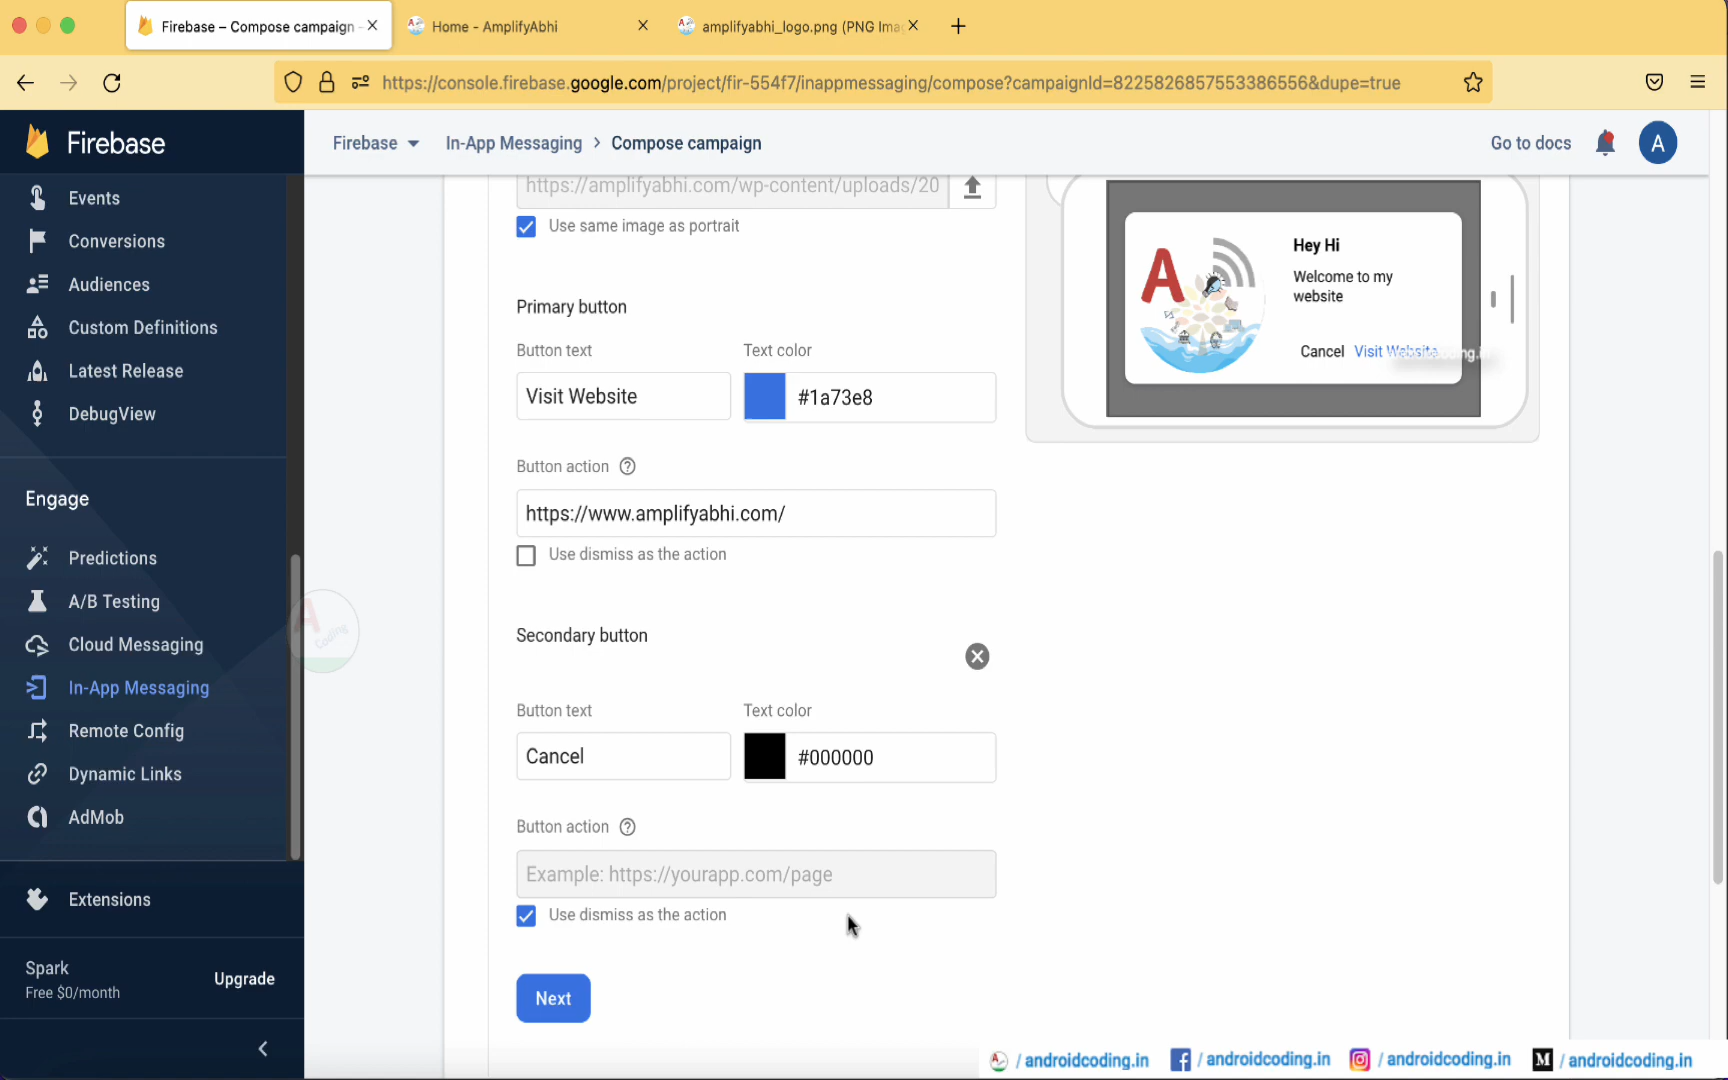 Firebase – Compose campaign -
Home - AmplifyAbhi
amplifyabhi_logo.png (PNG Ima
https://console.firebase.google.com/project/fir-554f7/inappmessaging/compose?campaignId=8225826857553386556&dupe=true
Firebase
Firebase
In-App Messaging > Compose campaign
Go to docs
A
Events
Conversions
Audiences
Custom Definitions
Latest Release
DebugView
Engage
Predictions
A/B Testing
Cloud Messaging
In-App Messaging
Remote Config
Dynamic Links
AdMob
Extensions
Spark
Free $0/month
Upgrade
https://amplifyabhi.com/wp-content/uploads/20
Use same image as portrait
Primary button
Button text
Text color
Visit Website
#1a73e8
Button action
https://www.amplifyabhi.com/
Use dismiss as the action
Secondary button
Button text
Text color
Cancel
#000000
Button action
Example: https://yourapp.com/page
Use dismiss as the action
Next
A
Hey Hi
Welcome to my
website
Cancel Visit Website
A
Coding
/androidcoding.in
/androidcoding.in
/androidcoding.in
/androidcoding.in